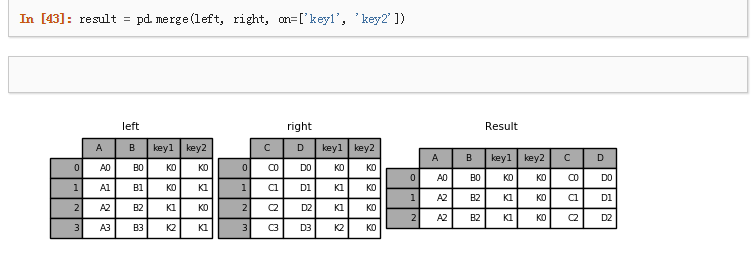 In [43]: result = pd.merge(left, right, on=['key1', 'key2'])
left right Result
A B key1 key2 C D key1 key2 A B key1 key2 C D
0 A0 B0 K0 K0 0 C0 D0 K0 K0 0 A0 B0 K0 K0 C0 D0
1 A1 B1 K0 K1 1 C1 D1 K1 K0 1 A2 B2 K1 K0 C1 D1
2 A2 B2 K1 K0 2 C2 D2 K1 K0 2 A2 B2 K1 K0 C2 D2
3 A3 B3 K2 K1 3 C3 D3 K2 K0